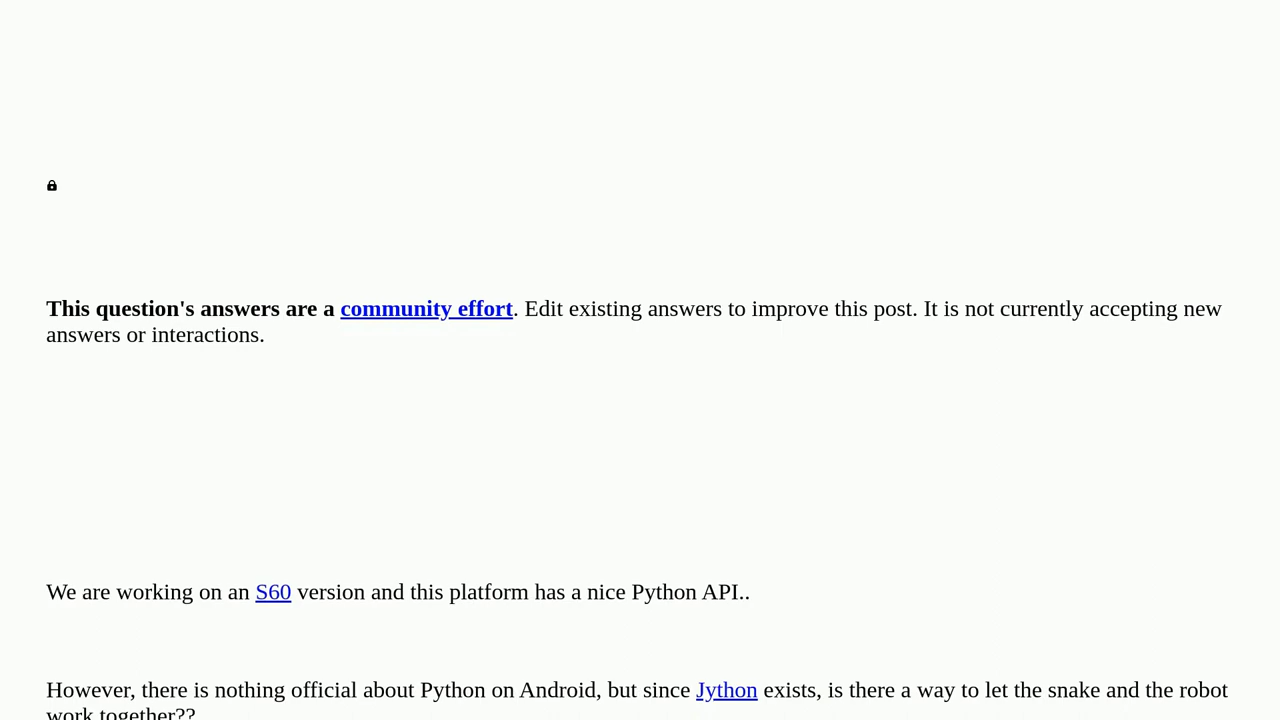 This question's answers are a community effort. Edit existing answers to improve this post. It is not currently accepting new
answers or interactions.
We are working on an S60 version and this platform has a nice Python API..
However, there is nothing official about Python on Android, but since Jython exists, is there a way to let the snake and the robot
work together??